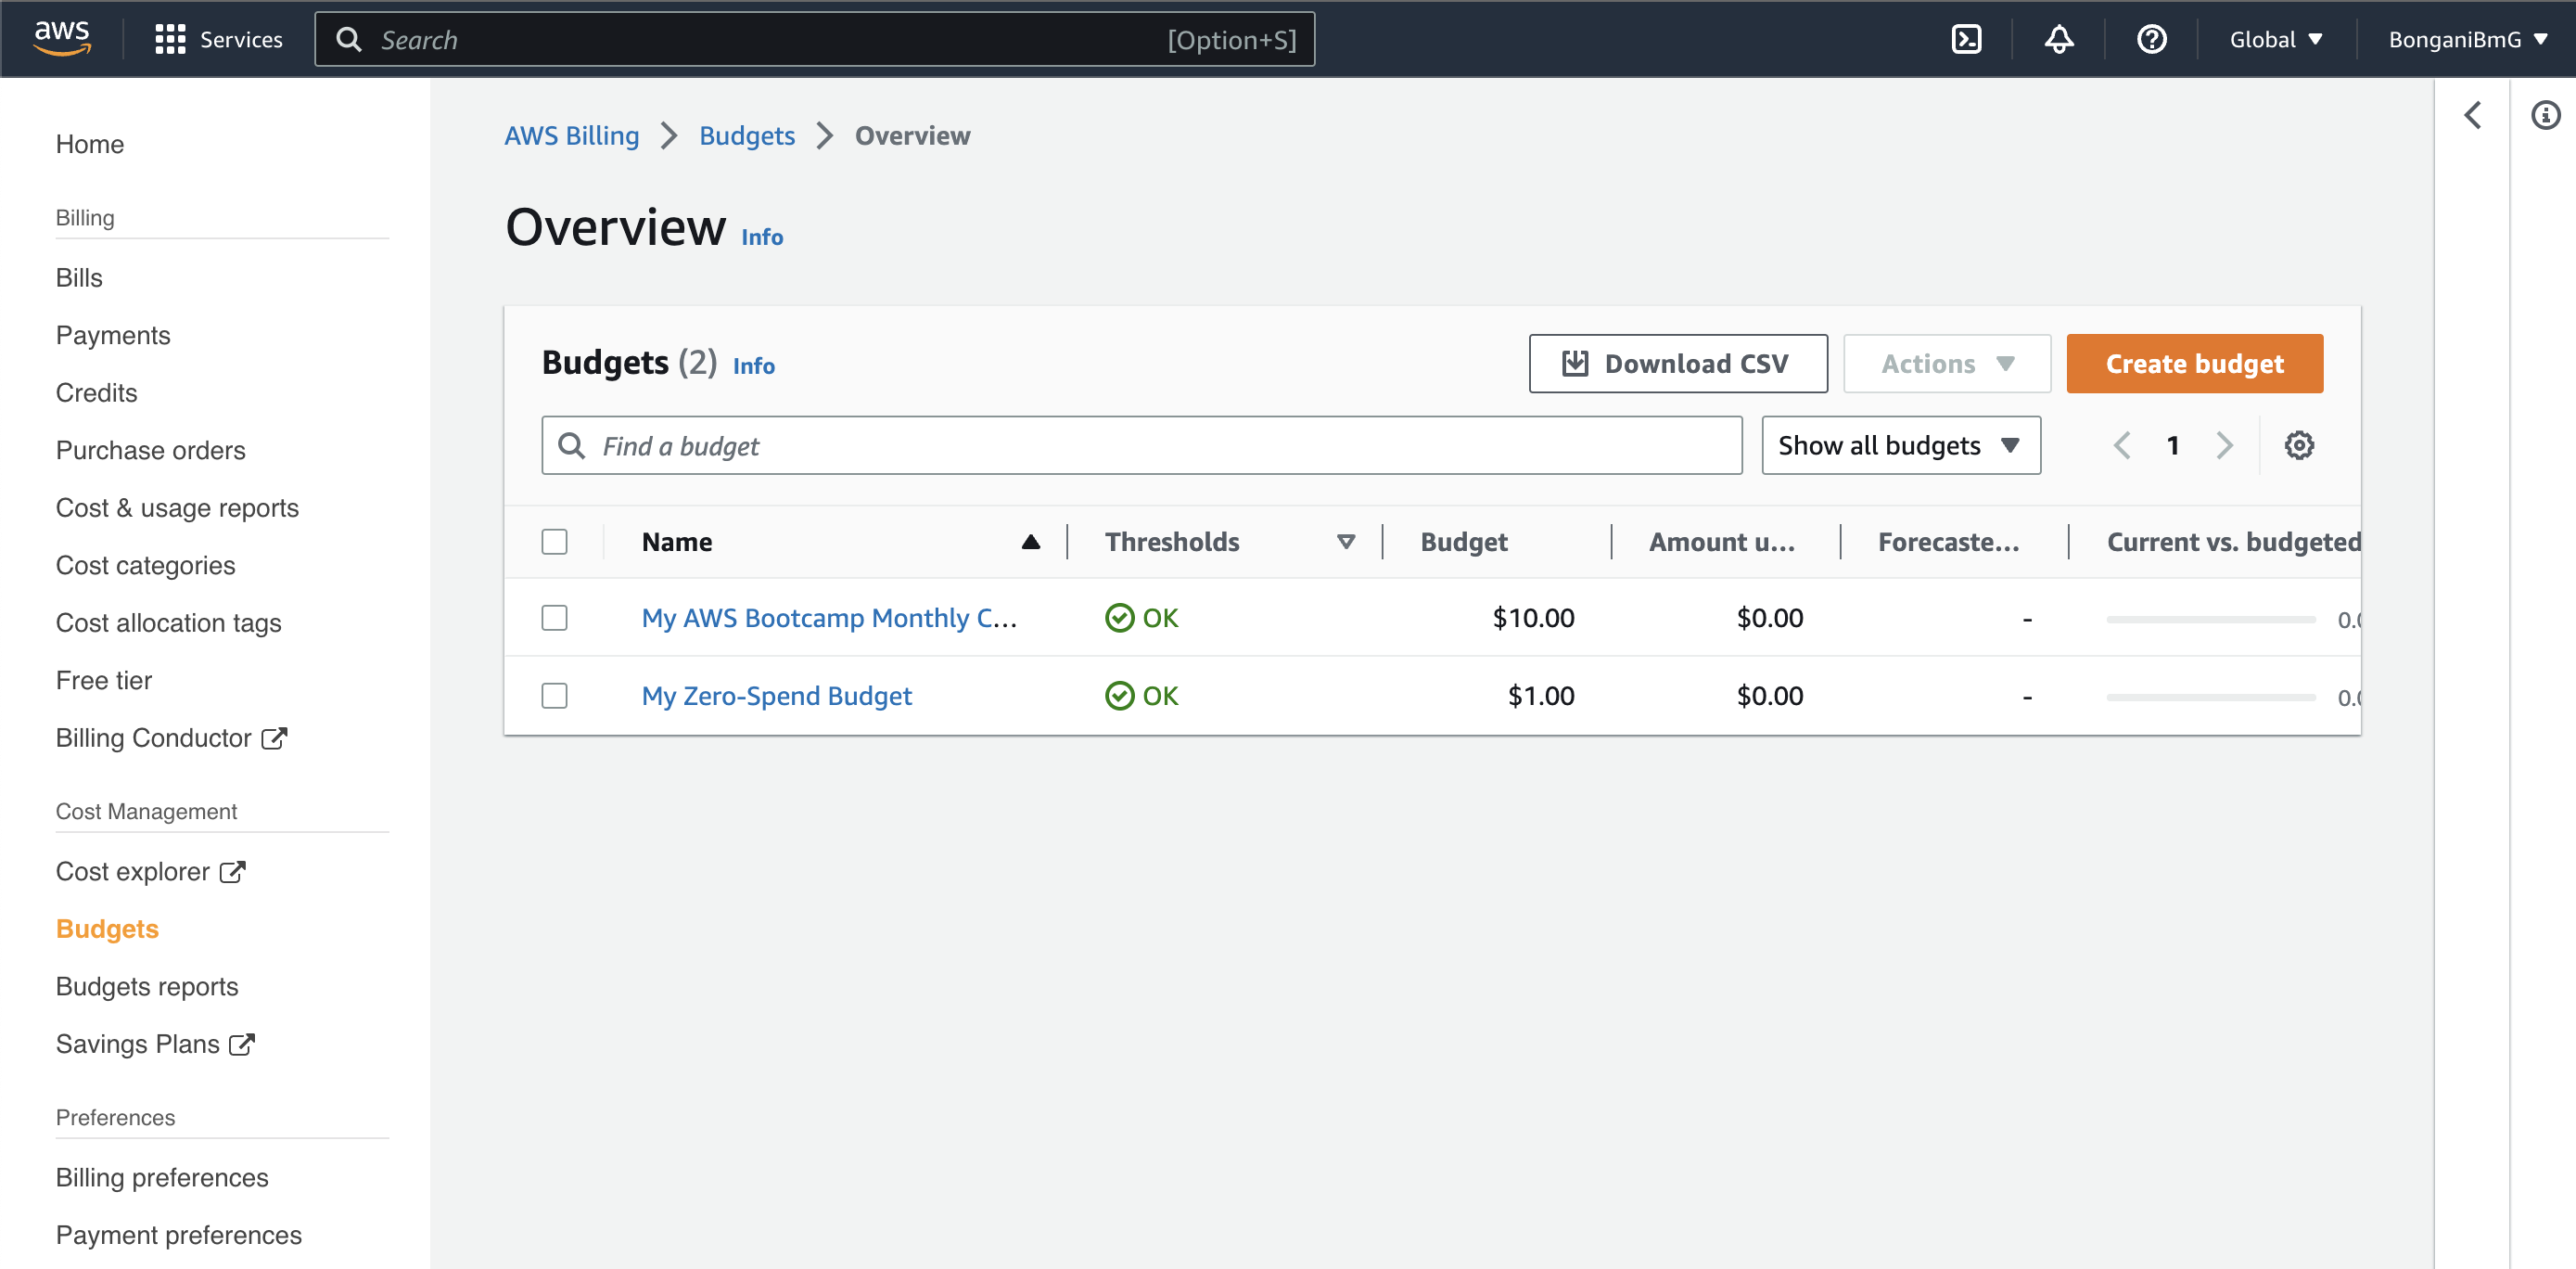 aws Services Search [Option+S] Global BonganiBmG
Home
Billing
Bills
Payments
Credits
Purchase orders
Cost & usage reports
Cost categories
Cost allocation tags
Free tier
Billing Conductor
Cost Management
Cost explorer
Budgets
Budgets reports
Savings Plans
Preferences
Billing preferences
Payment preferences
AWS Billing Budgets Overview
Overview Info
Budgets (2) Info Download CSV Actions Create budget
Find a budget Show all budgets 1
Name Thresholds Budget Amount u... Forecaste... Current vs. budgeted
My AWS Bootcamp Monthly C... OK $10.00 $0.00 - 0.0
My Zero-Spend Budget OK $1.00 $0.00 - 0.0